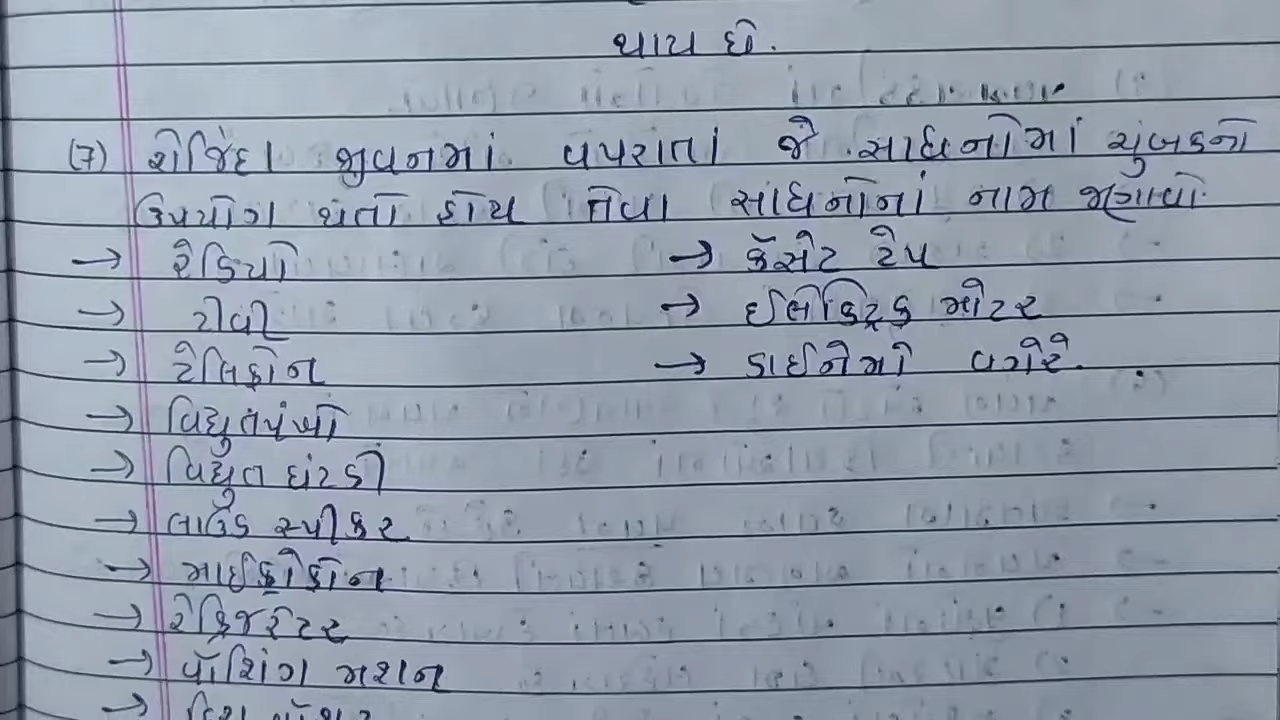 થાય છે.
(7) રોજિંદા જીવનમાં વપરાતા જે સાધનોમાં ચુંબકનો
ઉપયોગ થતો હોય તેવા સાધનોનાં નામ જણાવો.
→ રેડિયો
→ ટીવી
→ ટેલિફોન
→ વિદ્યુતપંખો
→ વિદ્યુત ઘંટડી
→ લાઉડ સ્પીકર
→ માઈક્રોફોન
→ રેફ્રિજરેટર
→ વૉશિંગ મશીન
→ ડિશ વૉશર
→ કૅસેટ ટેપ
→ ઈલેક્ટ્રિક મોટર
→ ડાઈનેમો વગેરે.